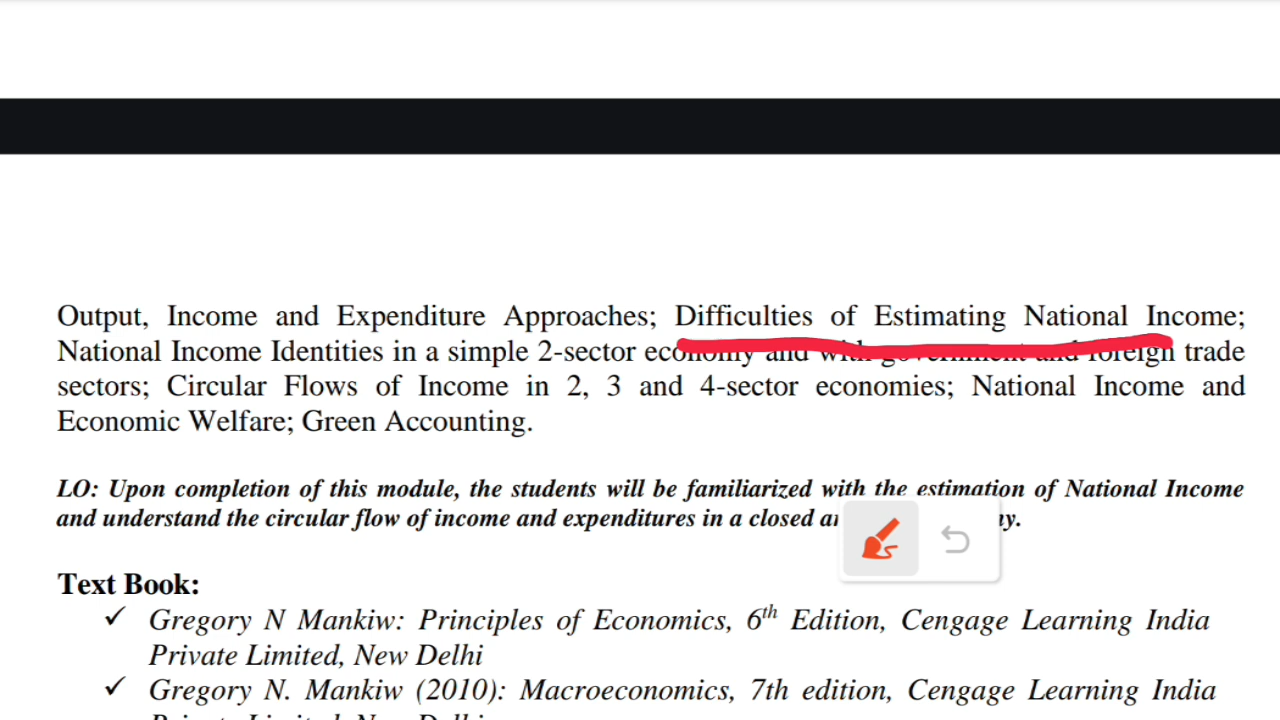 Output, Income and Expenditure Approaches; Difficulties of Estimating National Income;
National Income Identities in a simple 2-sector economy and with government and foreign trade
sectors; Circular Flows of Income in 2, 3 and 4-sector economies; National Income and
Economic Welfare; Green Accounting.
LO: Upon completion of this module, the students will be familiarized with the estimation of National Income
and understand the circular flow of income and expenditures in a closed
Text Book:
✓ Gregory N Mankiw: Principles of Economics, 6th Edition, Cengage Learning India
Private Limited, New Delhi
✓ Gregory N. Mankiw (2010): Macroeconomics, 7th edition, Cengage Learning India